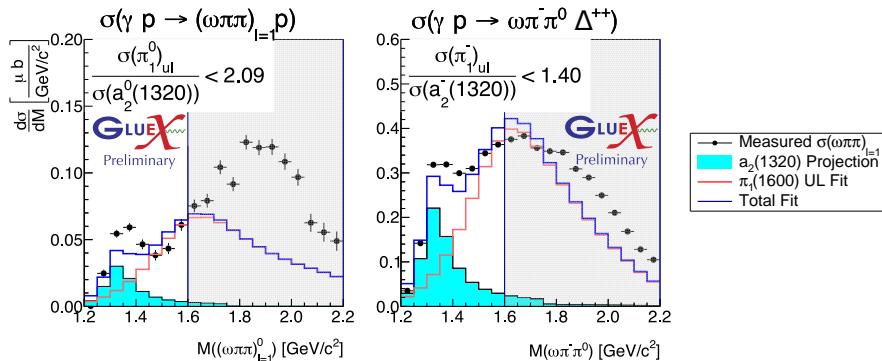 σ(γ p → (ωππ)_{I=1} p)
dσ/dM [μb / GeV/c²]
σ(π₁⁰)_{ul} / σ(a₂⁰(1320)) < 2.09
GLUEX
Preliminary
0.20
0.15
0.10
0.05
0.00
1.2 1.4 1.6 1.8 2.0 2.2
M((ωππ)⁰_{I=1}) [GeV/c²]
σ(γ p → ωπ⁻π⁰ Δ⁺⁺)
σ(π₁⁻)_{ul} / σ(a₂⁻(1320)) < 1.40
GLUEX
Preliminary
0.6
0.5
0.4
0.3
0.2
0.1
0.0
1.2 1.4 1.6 1.8 2.0 2.2
M(ωπ⁻π⁰) [GeV/c²]
Measured σ(ωππ)_{I=1}
a₂(1320) Projection
π₁(1600) UL Fit
Total Fit